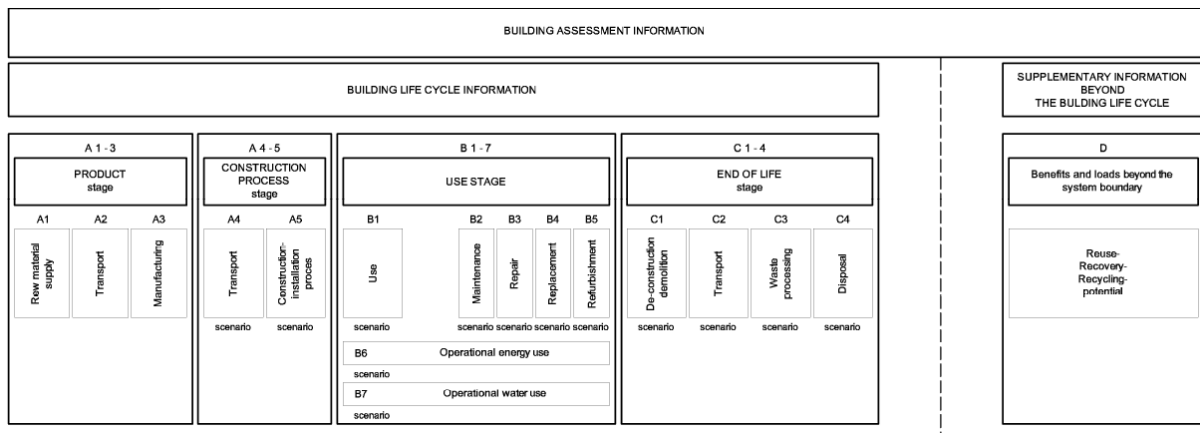 BUILDING ASSESSMENT INFORMATION
BUILDING LIFE CYCLE INFORMATION
SUPPLEMENTARY INFORMATION
BEYOND
THE BULDING LIFE CYCLE
A 1 - 3
PRODUCT
stage
A1
A2
A3
Rew material
supply
Transport
Manufacturing
A 4 - 5
CONSTRUCTION
PROCESS
stage
A4
A5
Transport
Construction-
installation
proces
scenario
scenario
B 1 - 7
USE STAGE
B1
B2
B3
B4
B5
Use
Maintenance
Repair
Replacement
Refurbishment
scenario
scenario
scenario
scenario
scenario
B6
Operational energy use
scenario
B7
Operational water use
scenario
C 1 - 4
END OF LIFE
stage
C1
C2
C3
C4
De-construction
demolition
Transport
Waste
processing
Disposal
scenario
scenario
scenario
scenario
D
Benefits and loads beyond the
system boundary
Reuse-
Recovery-
Recycling-
potential